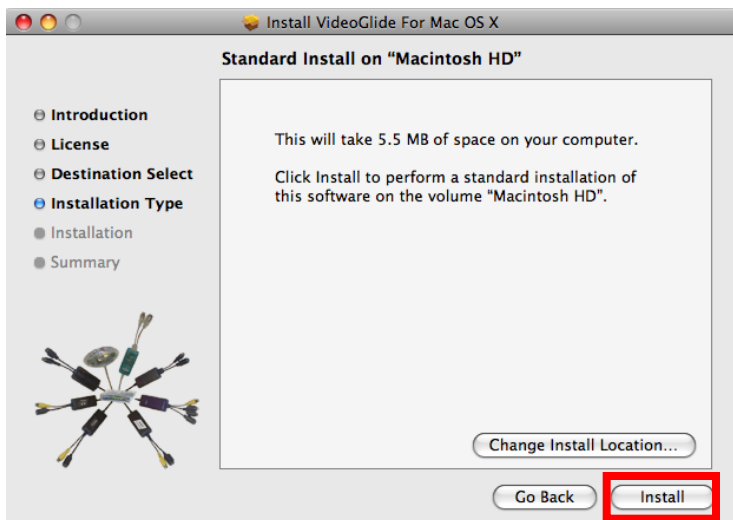 Install VideoGlide For Mac OS X
Standard Install on “Macintosh HD”
Introduction
License
Destination Select
Installation Type
Installation
Summary
This will take 5.5 MB of space on your computer.
Click Install to perform a standard installation of
this software on the volume “Macintosh HD”.
Change Install Location...
Go Back
Install